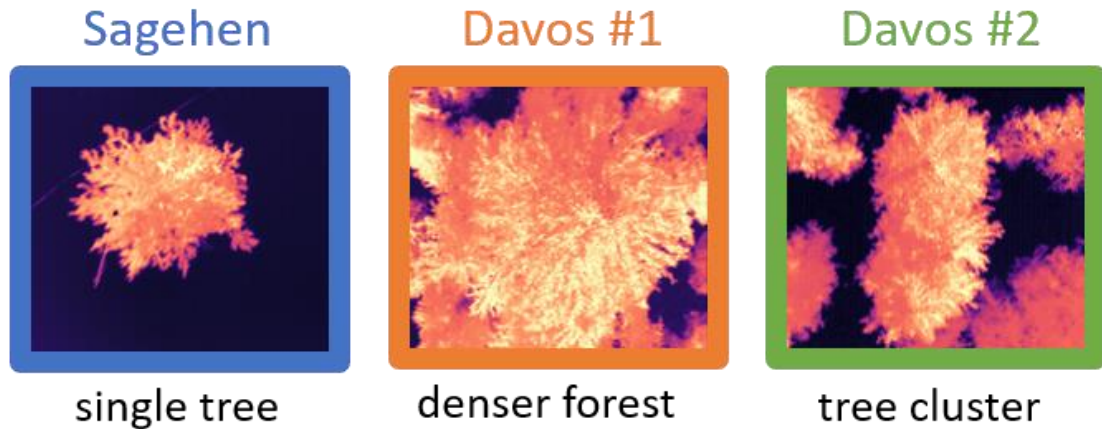 Sagehen
Davos #1
Davos #2
single tree
denser forest
tree cluster